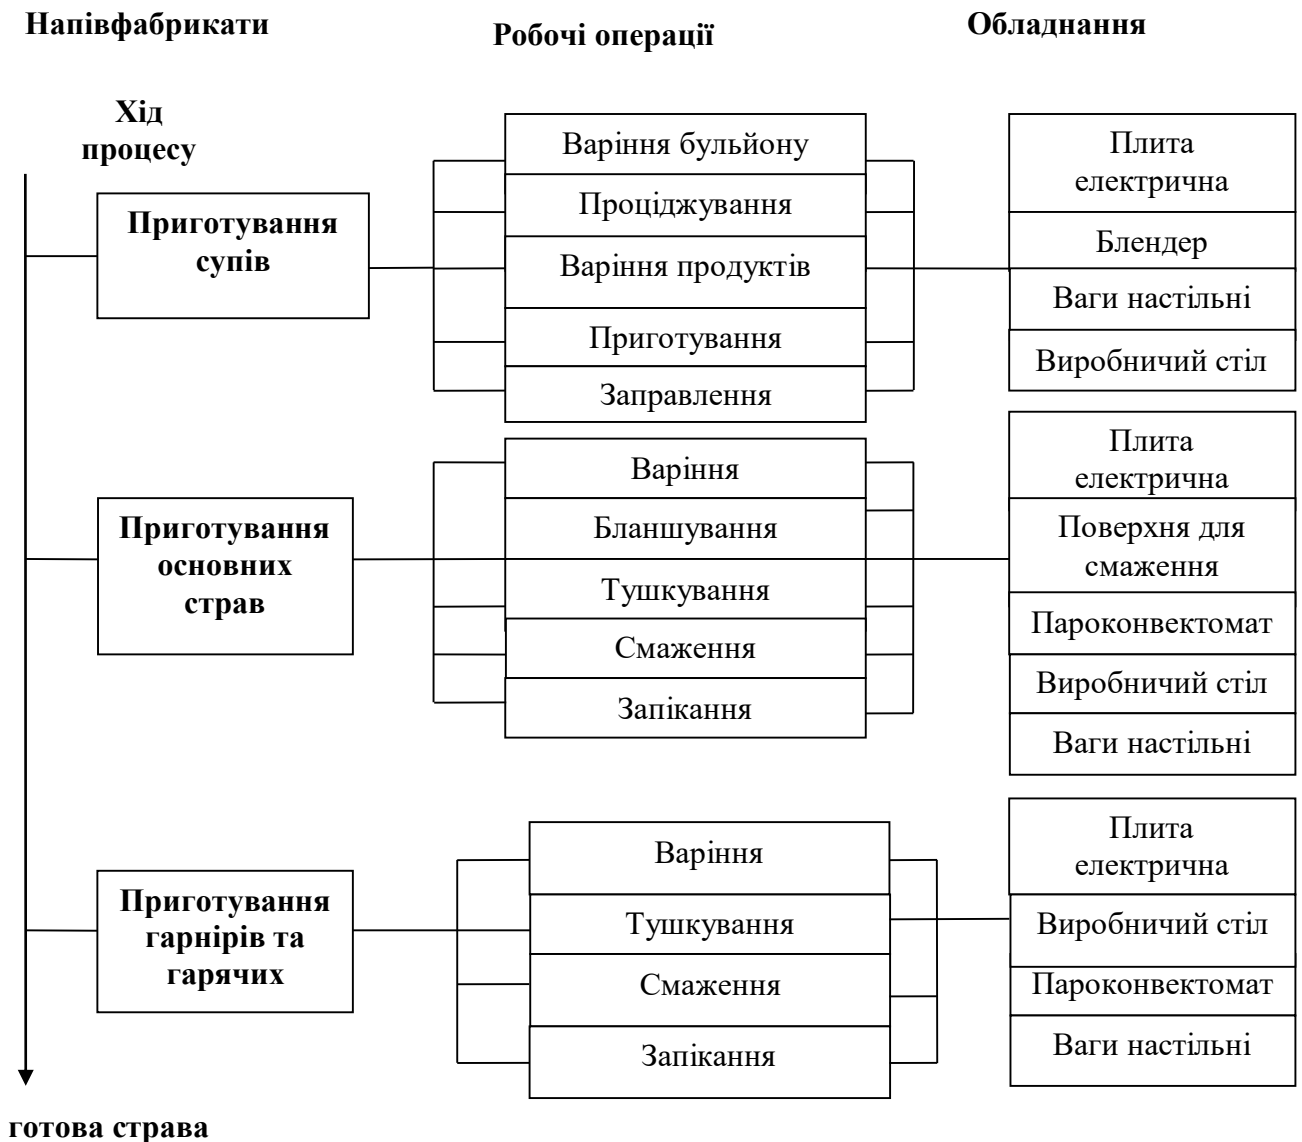 Напівфабрикати
Робочі операції
Обладнання
Хід
процесу
Приготування
супів
Варіння бульйону
Проціджування
Варіння продуктів
Приготування
Заправлення
Плита
електрична
Блендер
Ваги настільні
Виробничий стіл
Приготування
основних
страв
Варіння
Бланшування
Тушкування
Смаження
Запікання
Плита
електрична
Поверхня для
смаження
Пароконвектомат
Виробничий стіл
Ваги настільні
Приготування
гарнірів та
гарячих
Варіння
Тушкування
Смаження
Запікання
Плита
електрична
Виробничий стіл
Пароконвектомат
Ваги настільні
готова страва